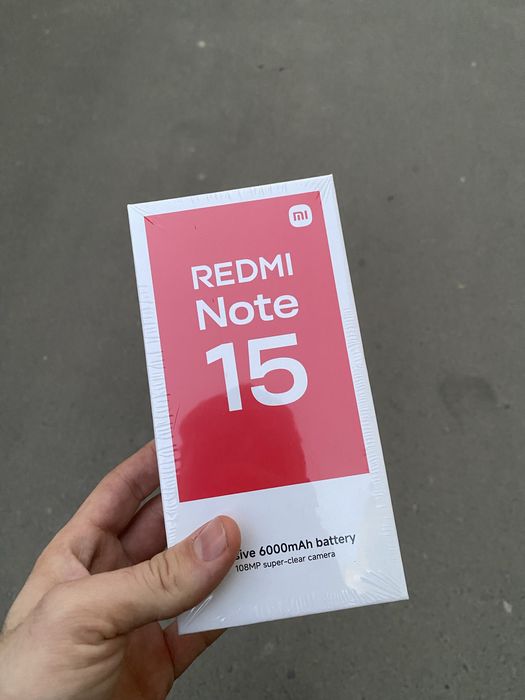 mi
REDMI
Note
15
sive 6000mAh battery
108MP super-clear camera